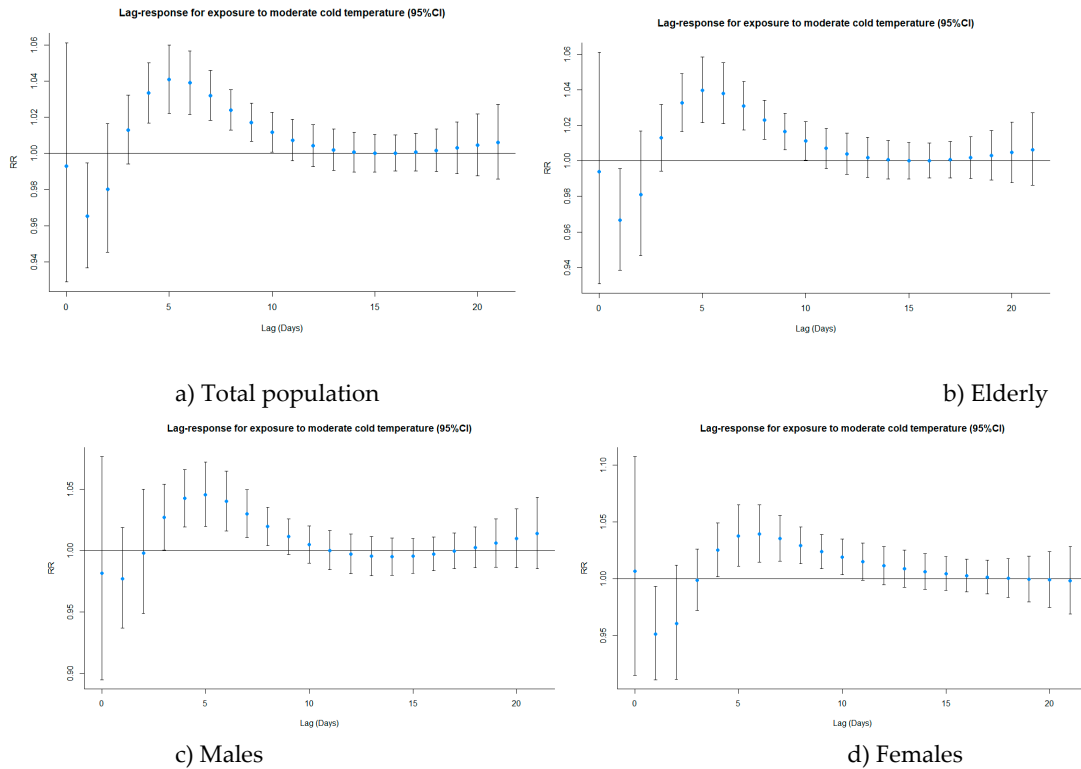 Lag-response for exposure to moderate cold temperature (95%CI)
RR
1.06
1.04
1.02
1.00
0.98
0.96
0.94
0 5 10 15 20
Lag (Days)
a) Total population
Lag-response for exposure to moderate cold temperature (95%CI)
RR
1.06
1.04
1.02
1.00
0.98
0.96
0.94
0 5 10 15 20
Lag (Days)
b) Elderly
Lag-response for exposure to moderate cold temperature (95%CI)
RR
1.05
1.00
0.95
0.90
0 5 10 15 20
Lag (Days)
c) Males
Lag-response for exposure to moderate cold temperature (95%CI)
RR
1.10
1.05
1.00
0.95
0 5 10 15 20
Lag (Days)
d) Females